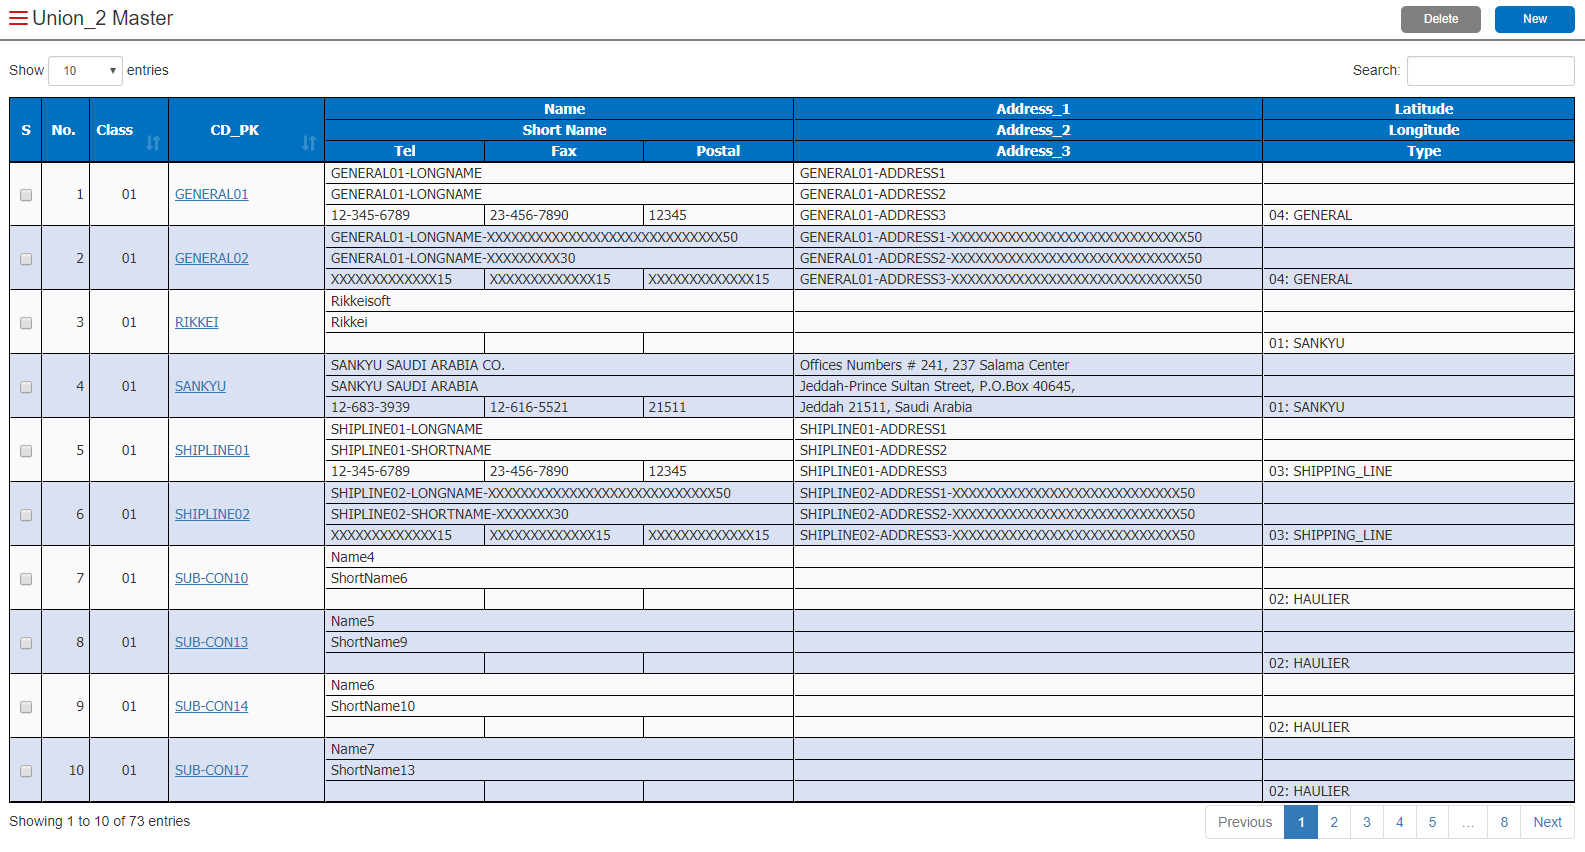 Union_2 Master
Delete
New
Show 10 entries
Search:
S No. Class CD_PK
Name Address_1 Latitude
Short Name Address_2 Longitude
Tel Fax Postal Address_3 Type
1 01 GENERAL01
GENERAL01-LONGNAME GENERAL01-ADDRESS1
GENERAL01-LONGNAME GENERAL01-ADDRESS2
12-345-6789 23-456-7890 12345 GENERAL01-ADDRESS3 04: GENERAL
2 01 GENERAL02
GENERAL01-LONGNAME-XXXXXXXXXXXXXXXXXXXXXXXXXXXXX50 GENERAL01-ADDRESS1-XXXXXXXXXXXXXXXXXXXXXXXXXXXXX50
GENERAL01-LONGNAME-XXXXXXXXX30 GENERAL01-ADDRESS2-XXXXXXXXXXXXXXXXXXXXXXXXXXXXX50
XXXXXXXXXXXXX15 XXXXXXXXXXXXX15 XXXXXXXXXXXXX15 GENERAL01-ADDRESS3-XXXXXXXXXXXXXXXXXXXXXXXXXXXXX50 04: GENERAL
3 01 RIKKEI
Rikkeisoft
Rikkei
01: SANKYU
4 01 SANKYU
SANKYU SAUDI ARABIA CO. Offices Numbers # 241, 237 Salama Center
SANKYU SAUDI ARABIA Jeddah-Prince Sultan Street, P.O.Box 40645,
12-683-3939 12-616-5521 21511 Jeddah 21511, Saudi Arabia 01: SANKYU
5 01 SHIPLINE01
SHIPLINE01-LONGNAME SHIPLINE01-ADDRESS1
SHIPLINE01-SHORTNAME SHIPLINE01-ADDRESS2
12-345-6789 23-456-7890 12345 SHIPLINE01-ADDRESS3 03: SHIPPING_LINE
6 01 SHIPLINE02
SHIPLINE02-LONGNAME-XXXXXXXXXXXXXXXXXXXXXXXXXXXX50 SHIPLINE02-ADDRESS1-XXXXXXXXXXXXXXXXXXXXXXXXXXXX50
SHIPLINE02-SHORTNAME-XXXXXXX30 SHIPLINE02-ADDRESS2-XXXXXXXXXXXXXXXXXXXXXXXXXXXX50
XXXXXXXXXXXXX15 XXXXXXXXXXXXX15 XXXXXXXXXXXXX15 SHIPLINE02-ADDRESS3-XXXXXXXXXXXXXXXXXXXXXXXXXXXX50 03: SHIPPING_LINE
7 01 SUB-CON10
Name4
ShortName6
02: HAULIER
8 01 SUB-CON13
Name5
ShortName9
02: HAULIER
9 01 SUB-CON14
Name6
ShortName10
02: HAULIER
10 01 SUB-CON17
Name7
ShortName13
02: HAULIER
Showing 1 to 10 of 73 entries
Previous 1 2 3 4 5 ... 8 Next